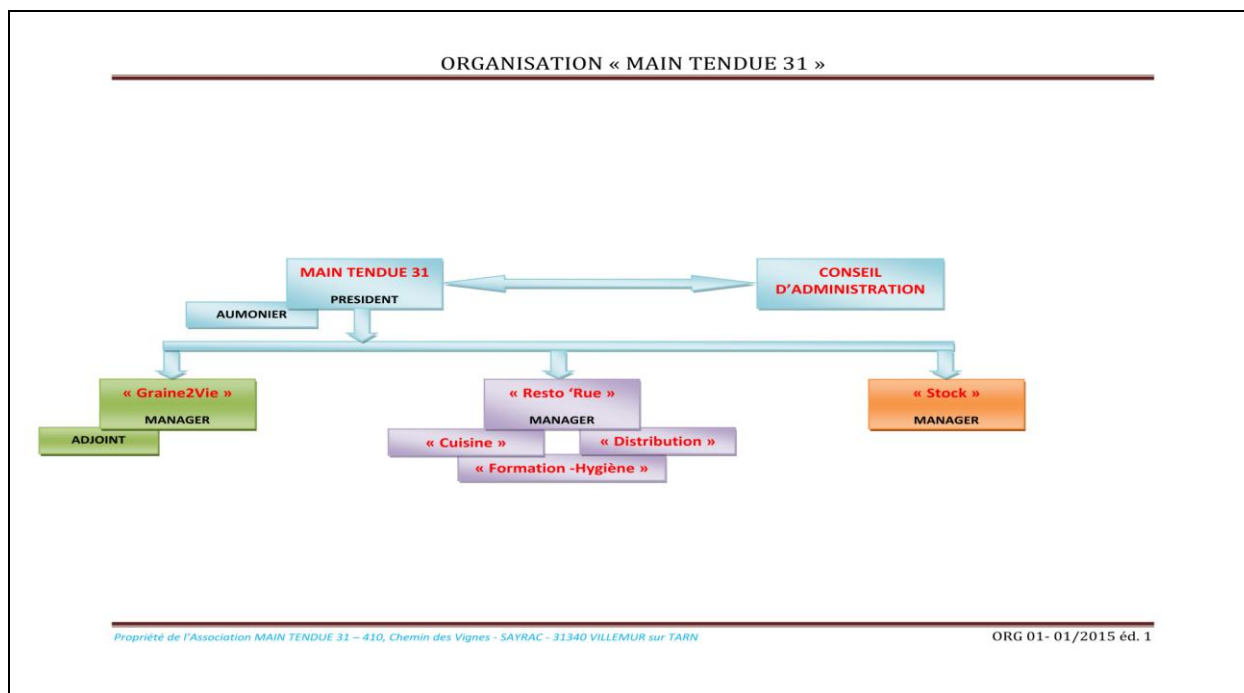 ORGANISATION « MAIN TENDUE 31 »
MAIN TENDUE 31
PRESIDENT
CONSEIL
D'ADMINISTRATION
AUMONIER
« Graine2Vie »
MANAGER
ADJOINT
« Resto ‘Rue »
MANAGER
« Cuisine »
« Distribution »
« Formation -Hygiène »
« Stock »
MANAGER
Propriété de l'Association MAIN TENDUE 31 – 410, Chemin des Vignes - SAYRAC - 31340 VILLEMUR sur TARN
ORG 01- 01/2015 éd. 1